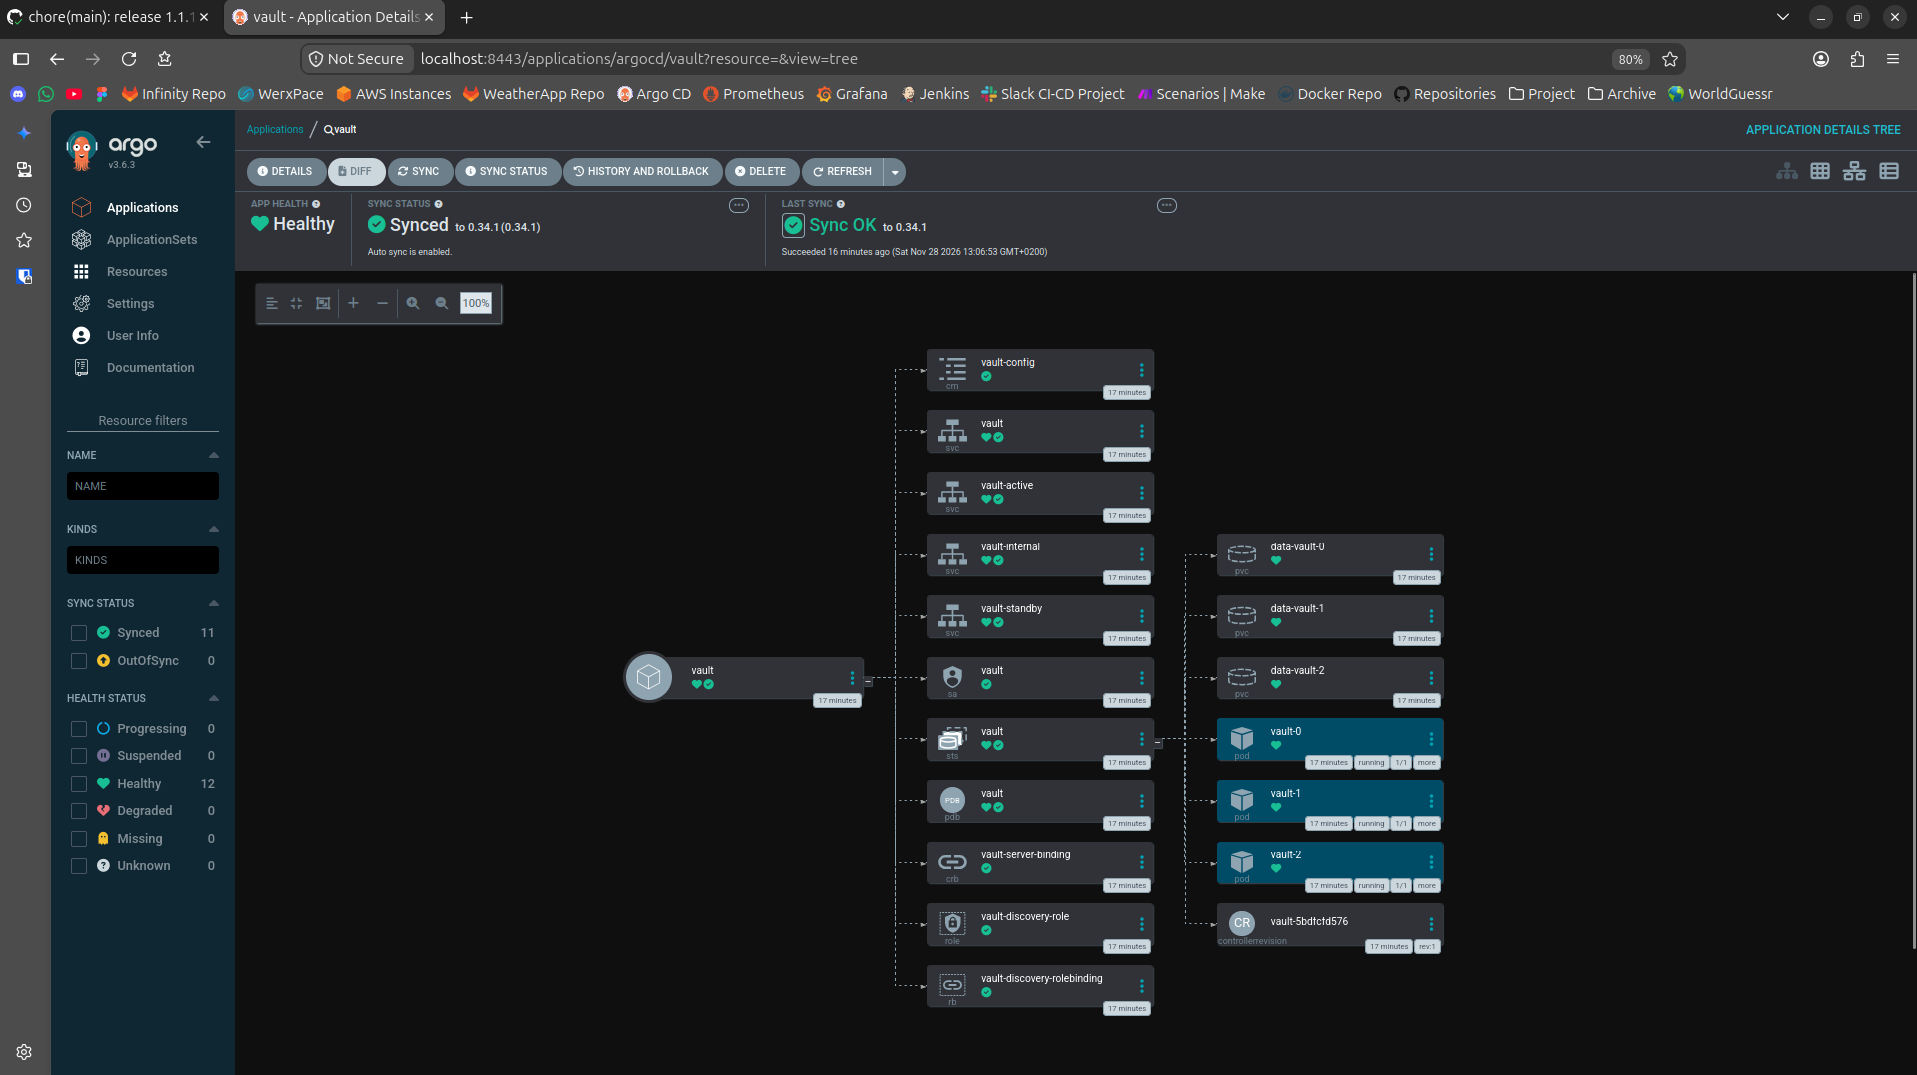 chore(main): release 1.1.1
vault - Application Details
Not Secure
localhost:8443/applications/argocd/vault?resource=&view=tree
80%
Infinity Repo
WerxPace
AWS Instances
WeatherApp Repo
Argo CD
Prometheus
Grafana
Jenkins
Slack CI-CD Project
Scenarios | Make
Docker Repo
Repositories
Project
Archive
WorldGuessr
argo
v3.6.3
Applications
ApplicationSets
Resources
Settings
User Info
Documentation
Resource filters
NAME
NAME
KINDS
KINDS
SYNC STATUS
Synced 11
OutOfSync 0
HEALTH STATUS
Progressing 0
Suspended 0
Healthy 12
Degraded 0
Missing 0
Unknown 0
Applications / vault
APPLICATION DETAILS TREE
DETAILS
DIFF
SYNC
SYNC STATUS
HISTORY AND ROLLBACK
DELETE
REFRESH
APP HEALTH
Healthy
SYNC STATUS
Synced to 0.34.1 (0.34.1)
Auto sync is enabled.
LAST SYNC
Sync OK to 0.34.1
Succeeded 16 minutes ago (Sat Nov 28 2026 13:06:53 GMT+0200)
100%
vault
17 minutes
vault-config
cm
17 minutes
vault
svc
17 minutes
vault-active
svc
17 minutes
vault-internal
svc
17 minutes
vault-standby
svc
17 minutes
vault
sa
17 minutes
vault
sts
17 minutes
PDB
vault
pdb
17 minutes
vault-server-binding
crb
17 minutes
vault-discovery-role
role
17 minutes
vault-discovery-rolebinding
rb
17 minutes
data-vault-0
pvc
17 minutes
data-vault-1
pvc
17 minutes
data-vault-2
pvc
17 minutes
vault-0
pod
17 minutes running 1/1 more
vault-1
pod
17 minutes running 1/1 more
vault-2
pod
17 minutes running 1/1 more
CR
vault-5bdfcfd576
controllerrevision
17 minutes rev:1